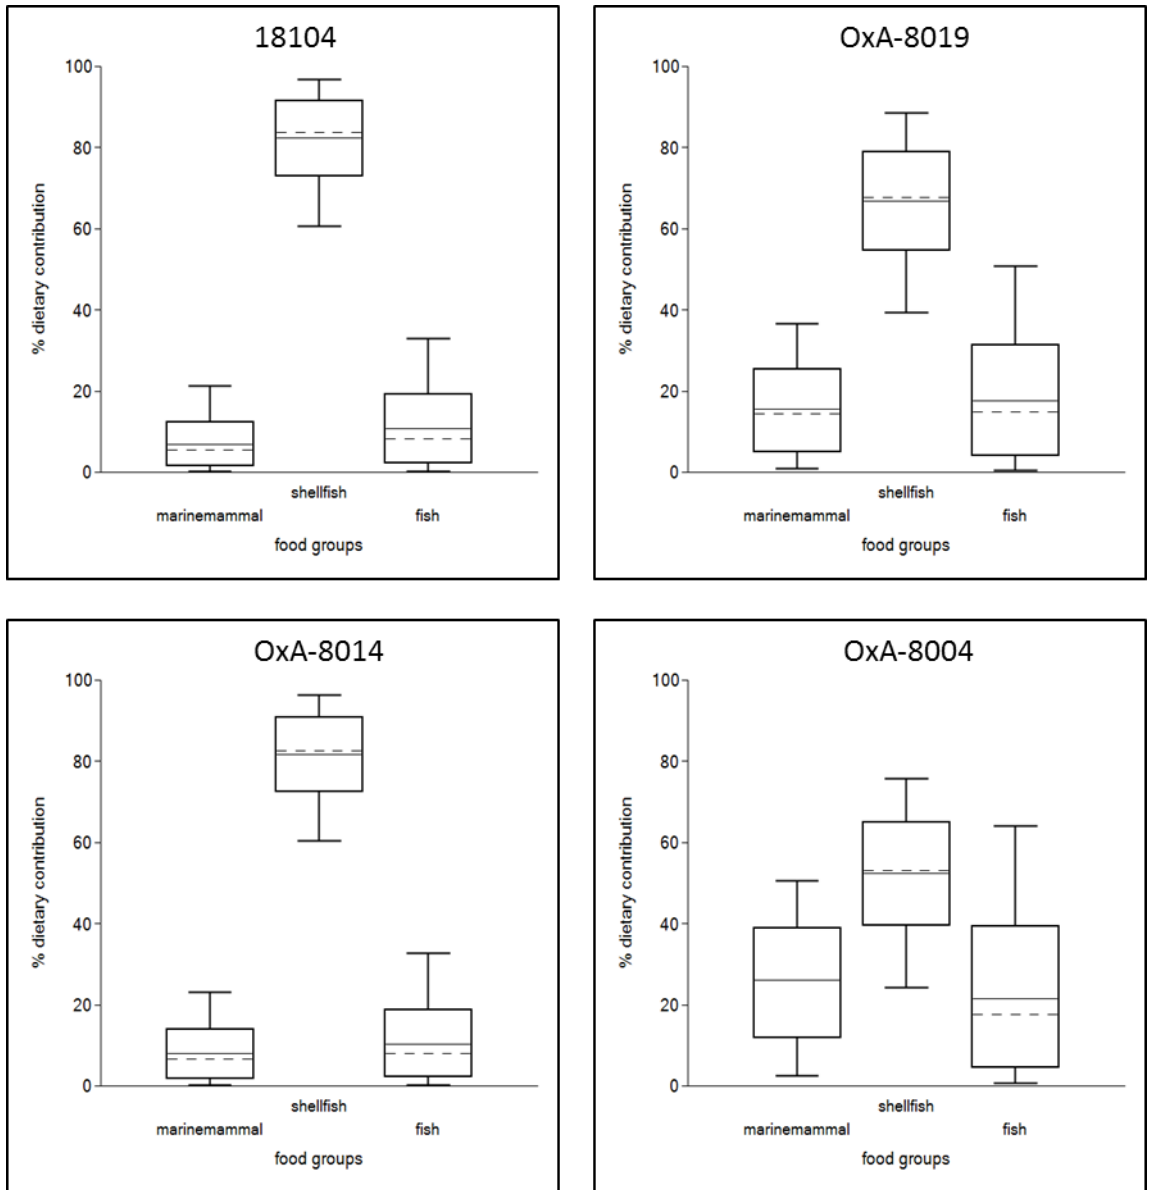 18104
100
80
60
40
20
0
% dietary contribution
shellfish
marinemammal fish
food groups
OxA-8019
100
80
60
40
20
0
% dietary contribution
shellfish
marinemammal fish
food groups
OxA-8014
100
80
60
40
20
0
% dietary contribution
shellfish
marinemammal fish
food groups
OxA-8004
100
80
60
40
20
0
% dietary contribution
shellfish
marinemammal fish
food groups